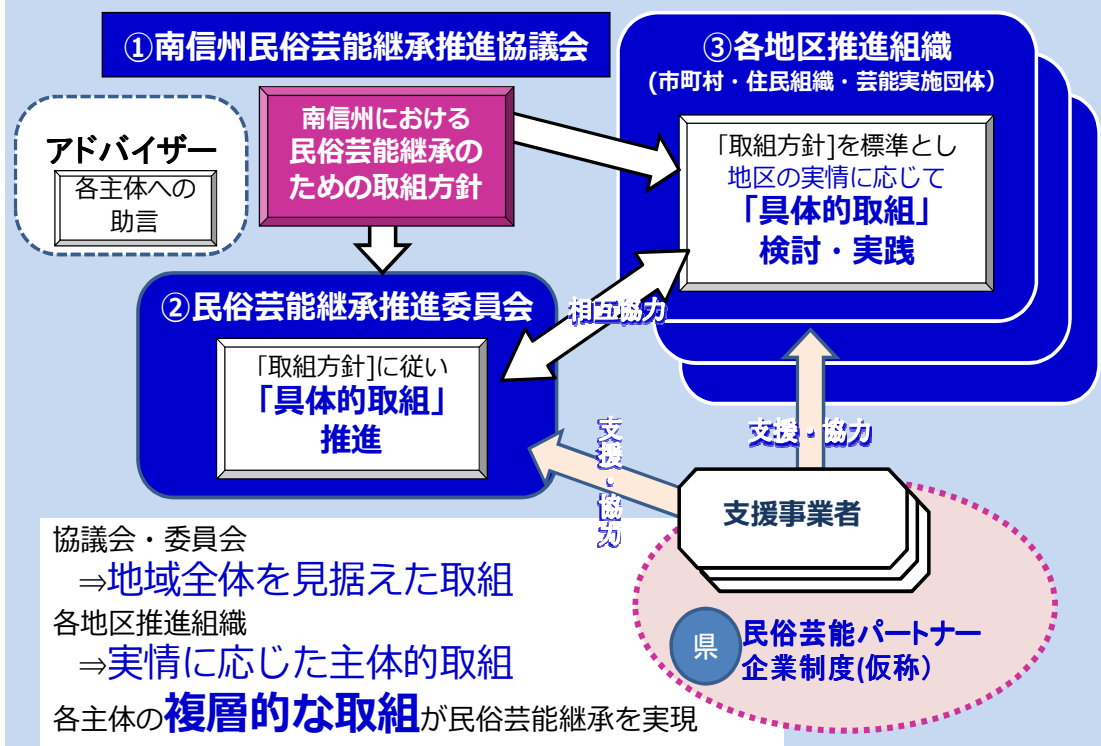 ①南信州民俗芸能継承推進協議会
③各地区推進組織
(市町村・住民組織・芸能実施団体）
アドバイザー
各主体への
助言
南信州における
民俗芸能継承の
ための取組方針
「取組方針]を標準とし
地区の実情に応じて
「具体的取組」
検討・実践
②民俗芸能継承推進委員会
「取組方針]に従い
「具体的取組」
推進
相互協力
支援・協力
支援・協力
支援事業者
県
民俗芸能パートナー
企業制度(仮称）
協議会・委員会
⇒地域全体を見据えた取組
各地区推進組織
⇒実情に応じた主体的取組
各主体の複層的な取組が民俗芸能継承を実現